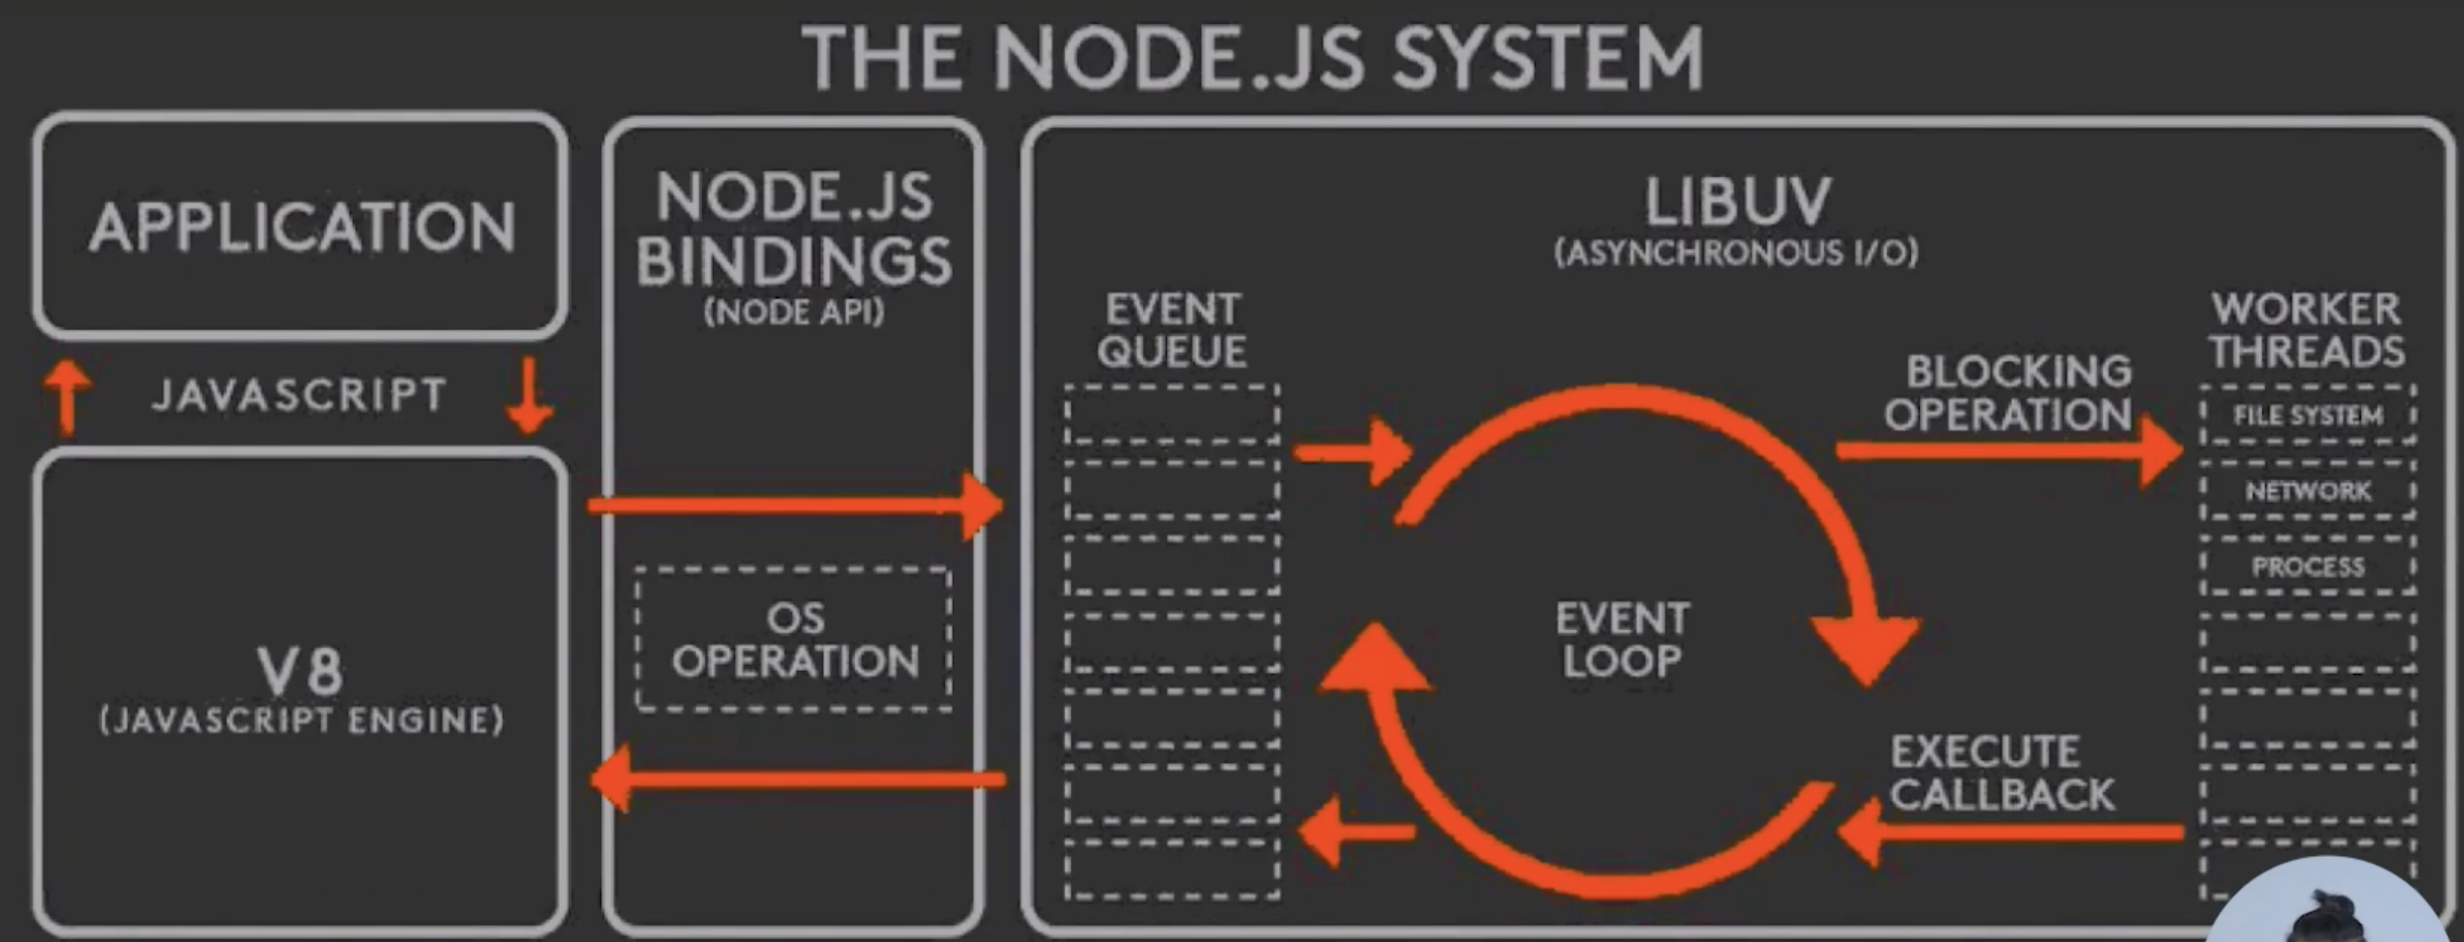 THE NODE.JS SYSTEM
APPLICATION
JAVASCRIPT
V8
(JAVASCRIPT ENGINE)
NODE.JS
BINDINGS
(NODE API)
OS
OPERATION
LIBUV
(ASYNCHRONOUS I/O)
EVENT
QUEUE
EVENT
LOOP
BLOCKING
OPERATION
EXECUTE
CALLBACK
WORKER
THREADS
FILE SYSTEM
NETWORK
PROCESS